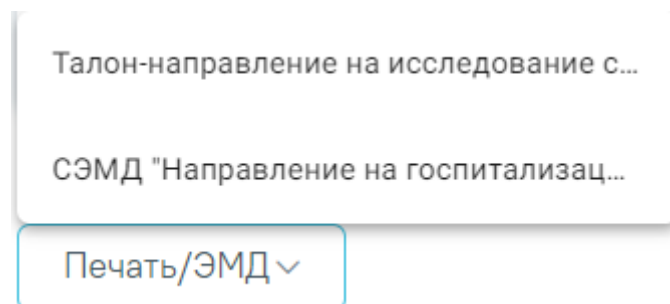 Талон-направление на исследование с...
СЭМД "Направление на госпитализац...
Печать/ЭМД